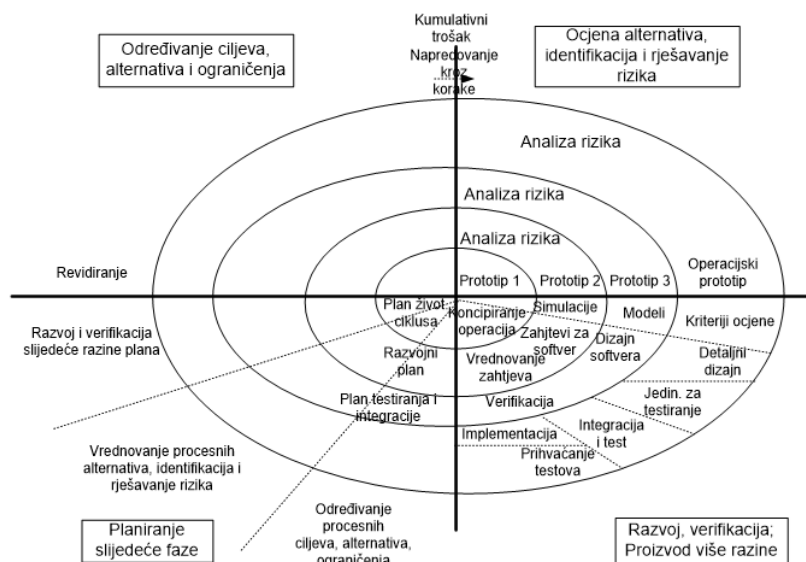 Kumulativni
trošak
Napredovanje
kroz
korake
Određivanje ciljeva,
alternativa i ograničenja
Ocjena alternativa,
identifikacija i rješavanje
rizika
Analiza rizika
Analiza rizika
Analiza rizika
Revidiranje
Prototip 1
Prototip 2
Prototip 3
Operacijski
prototip
Plan život
ciklusa
Koncipiranje
operacija
Simulacije
Modeli
Kriteriji ocjene
Razvoj i verifikacija
slijedeće razine plana
Zahtjevi za
softver
Dizajn
softvera
Detaljni
dizajn
Razvojni
plan
Vrednovanje
zahtjeva
Jedin. za
testiranje
Plan testiranja i
integracije
Verifikacija
Integracija
i test
Implementacija
Prihvaćanje
testova
Vrednovanje procesnih
alternativa, identifikacija i
rješavanje rizika
Određivanje
procesnih
ciljeva, alternativa,
ograničenja
Planiranje
slijedeće faze
Razvoj, verifikacija;
Proizvod više razine